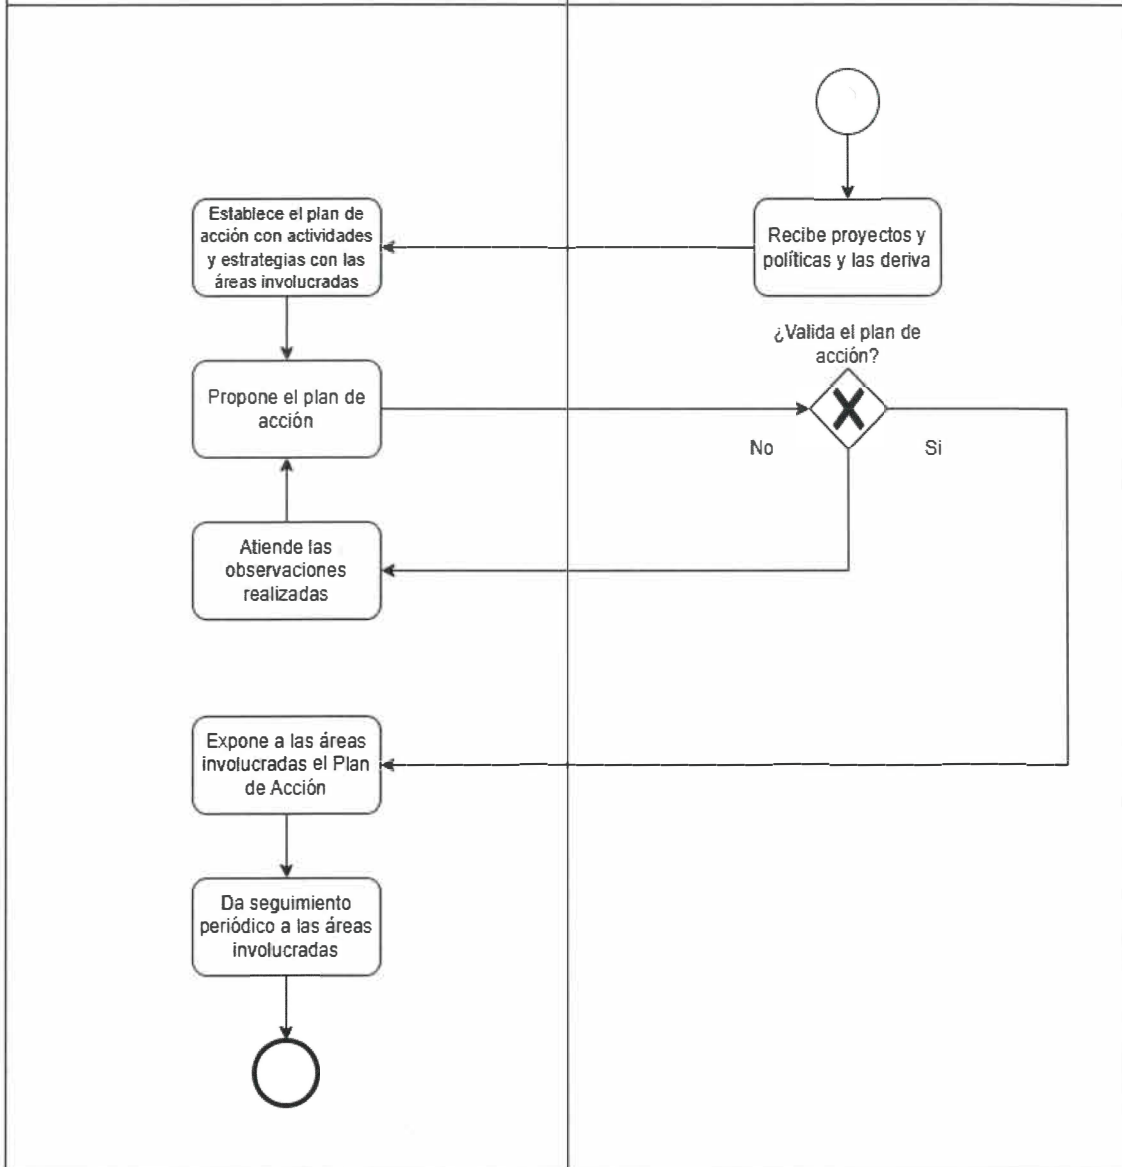 Establece el plan de
acción con actividades
y estrategias con las
áreas involucradas
Recibe proyectos y
políticas y las deriva
¿Valida el plan de
acción?
Propone el plan de
acción
No
Si
Atiende las
observaciones
realizadas
Expone a las áreas
involucradas el Plan
de Acción
Da seguimiento
periódico a las áreas
involucradas